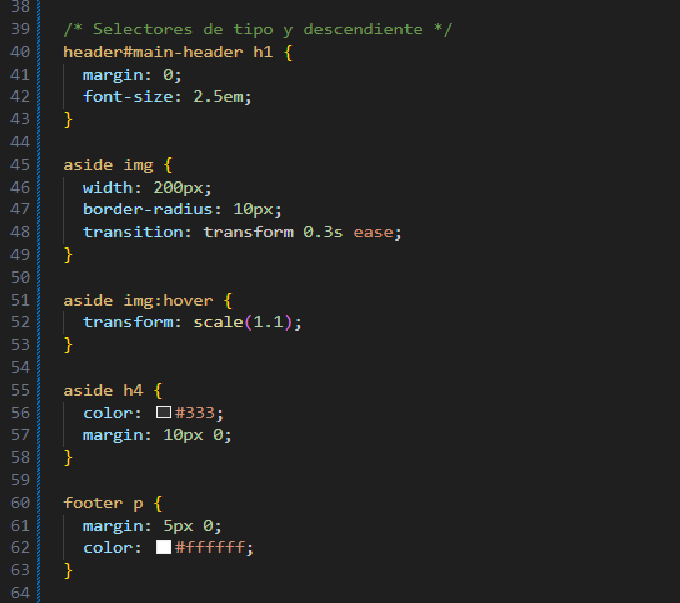 38
39 /* Selectores de tipo y descendiente */
40 header#main-header h1 {
41   margin: 0;
42   font-size: 2.5em;
43 }
44
45 aside img {
46   width: 200px;
47   border-radius: 10px;
48   transition: transform 0.3s ease;
49 }
50
51 aside img:hover {
52   transform: scale(1.1);
53 }
54
55 aside h4 {
56   color: #333;
57   margin: 10px 0;
58 }
59
60 footer p {
61   margin: 5px 0;
62   color: #ffffff;
63 }
64